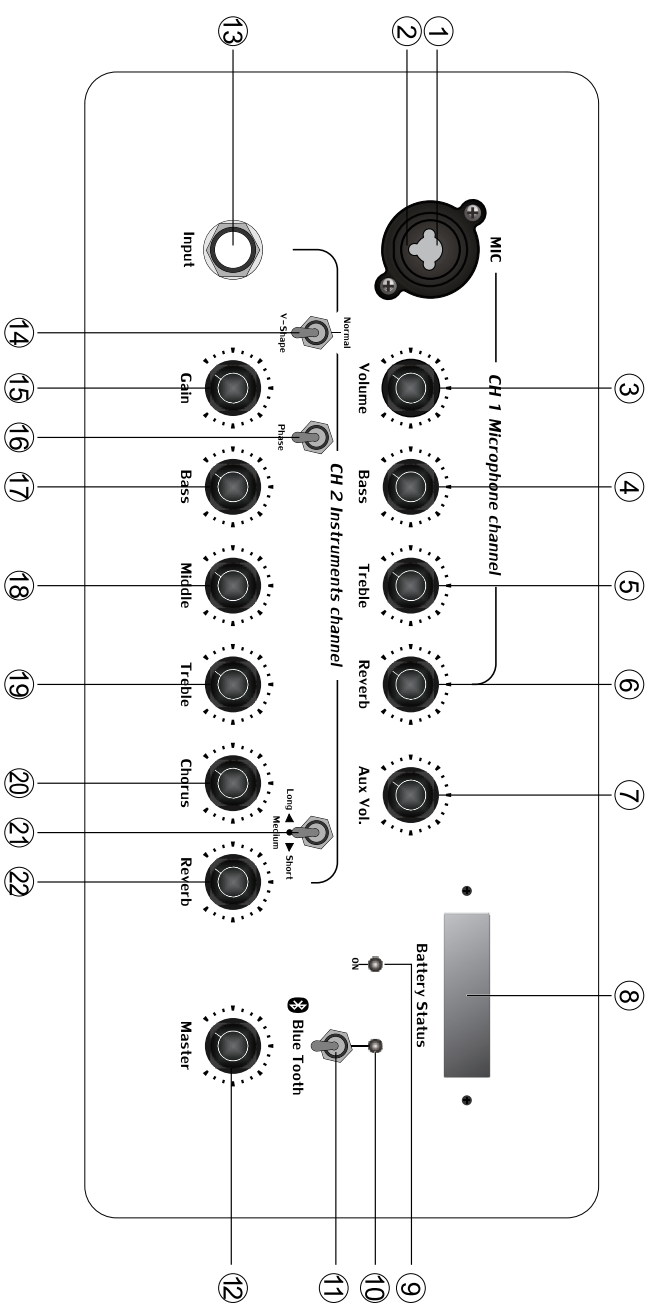 ① ② ⑬
MIC
CH 1 Microphone channel
Volume
Bass
Treble
Reverb
Aux Vol.
③ ④ ⑤ ⑥ ⑦ ⑧
Battery Status
ON
Blue Tooth
CH 2 Instruments channel
Normal
V-Shape
Phase
Long ◀ ● ▶ Short
Medium
Input
Gain
Bass
Middle
Treble
Chorus
Reverb
Master
⑭ ⑮ ⑯ ⑰ ⑱ ⑲ ⑳ ㉑ ㉒
⑨ ⑩ ⑪ ⑫